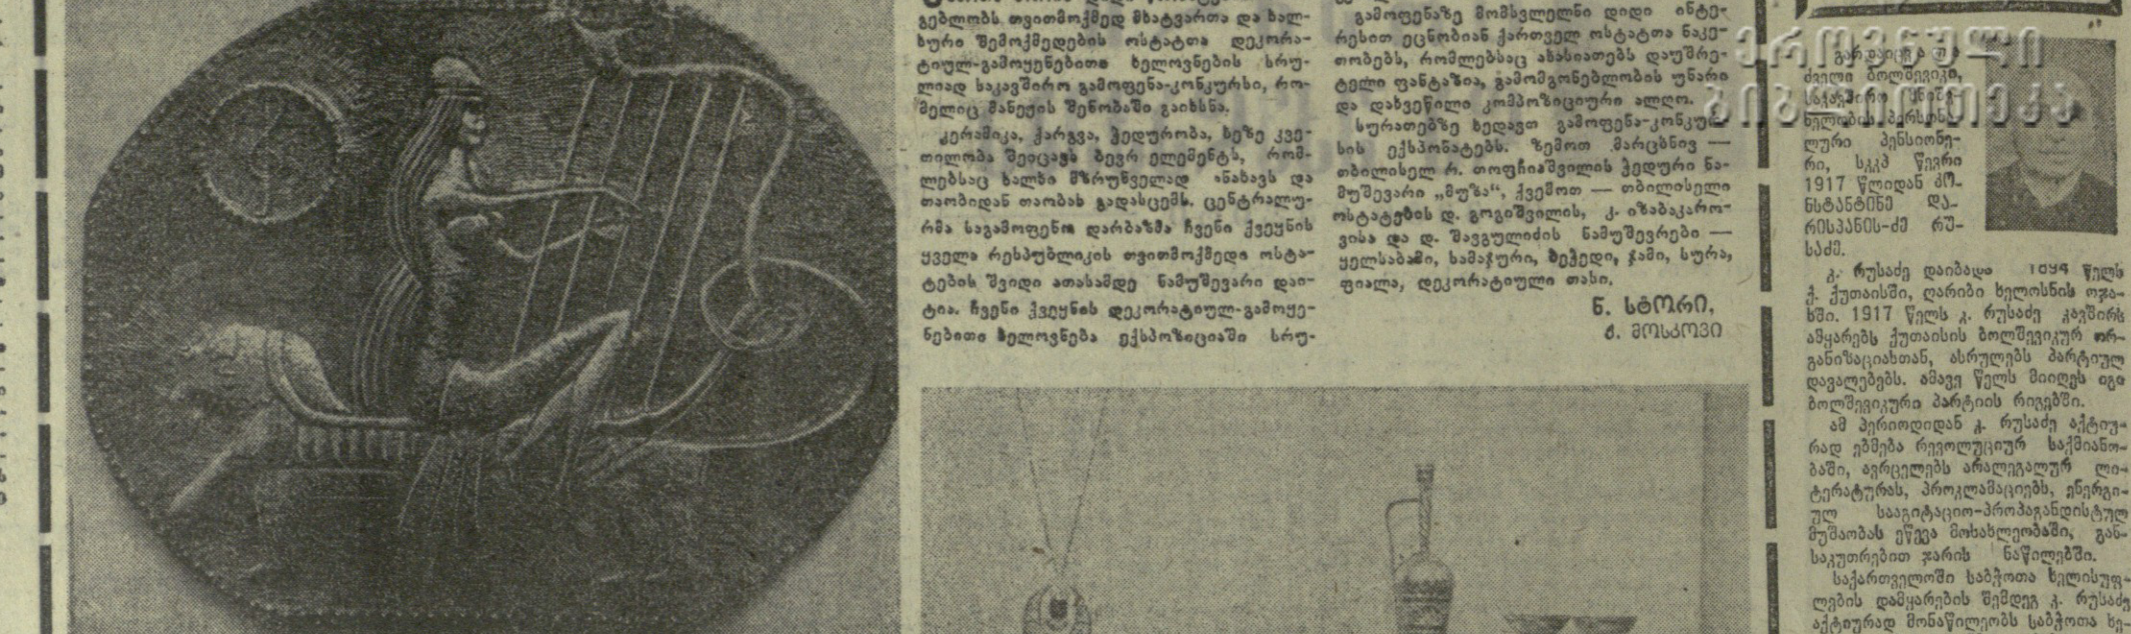 გებლობს თვითმოქმედ მხატვართა და ხალ-
ხური შემოქმედების ოსტატთა დეკორა-
ტიულ-გამოყენებითი ხელოვნების სრუ-
ლიად საკავშირო გამოფენა-კონკურსი, რო-
მელიც მანეჟის შენობაში გაიხსნა.
კერამიკა, ქარგვა, ჭედურობა, ხეზე კვე-
თილობა შეიცავს ბევრ ელემენტს, რომ-
ლებსაც ხალხი მზრუნველად ინახავს და
თაობიდან თაობას გადასცემს. ცენტრალუ-
რმა საგამოფენო დარბაზმა ჩვენი ქვეყნის
ყველა რესპუბლიკის თვითმოქმედი ოსტა-
ტების შვიდი ათასამდე ნამუშევარი დაი-
ტია. ჩვენი ქვეყნის დეკორატიულ-გამოყე-
ნებითი ხელოვნება ექსპოზიციაში სრუ-
გამოფენაზე მომსვლელნი დიდი ინტე-
რესით ეცნობიან ქართველ ოსტატთა ნაკე-
თობებს, რომლებსაც ახასიათებს დაუშრე-
ტელი ფანტაზია, გამომგონებლობის უნარი
და დახვეწილი კომპოზიციური ალღო.
სურათებზე ხედავთ გამოფენა-კონკურ-
სის ექსპონატებს. ზემოთ მარცხნივ —
თბილისელ რ. თოფჩიაშვილის ჭედური ნა-
მუშევარი „მუზა“, ქვემოთ — თბილისელი
ოსტატების დ. გოგიშვილის, კ. იზაბაკარო-
ვისა და დ. შავგულიძის ნამუშევრები —
ყელსაბამი, სამაჯური, ბეჭედი, ჯამი, სურა,
ფიალა, დეკორატიული თასი.
ნ. სტორი,
ქ. მოსკოვი
ეროვნული
ბიბლიოთეკა
გარდაიცვალა
ძველი ბოლშევიკი,
საკავშირო მნიშვ-
ნელობის პერსონა-
ლური პენსიონე-
რი, სკკპ წევრი
1917 წლიდან კო-
ნსტანტინე და-
რისპანის-ძე რუ-
საძე.
კ. რუსაძე დაიბადა 1894 წელს
ქ. ქუთაისში, ღარიბი ხელოსნის ოჯა-
ხში. 1917 წელს კ. რუსაძე კავშირს
ამყარებს ქუთაისის ბოლშევიკურ ორ-
განიზაციასთან, ასრულებს პარტიულ
დავალებებს. ამავე წელს მიიღეს იგი
ბოლშევიკური პარტიის რიგებში.
ამ პერიოდიდან კ. რუსაძე აქტიუ-
რად ებმება რევოლუციურ საქმიანო-
ბაში, ავრცელებს არალეგალურ ლი-
ტერატურას, პროკლამაციებს, ენერგი-
ულ სააგიტაციო-პროპაგანდისტულ
მუშაობას ეწევა მოსახლეობაში, გან-
საკუთრებით ჯარის ნაწილებში.
საქართველოში საბჭოთა ხელისუფ-
ლების დამყარების შემდეგ კ. რუსაძე
აქტიურად მონაწილეობს საბჭოთა ხე-